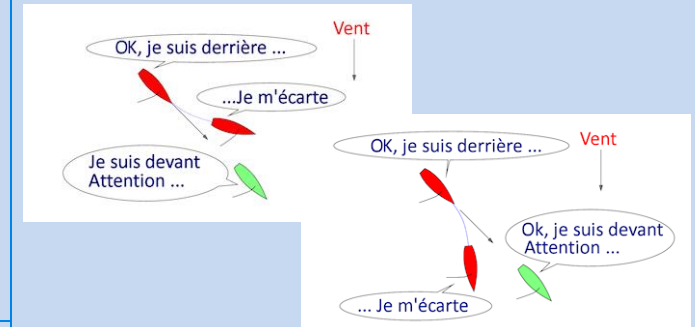 Vent
OK, je suis derrière ...
...Je m'écarte
Je suis devant
Attention ...
Vent
OK, je suis derrière ...
Ok, je suis devant
Attention ...
... Je m'écarte